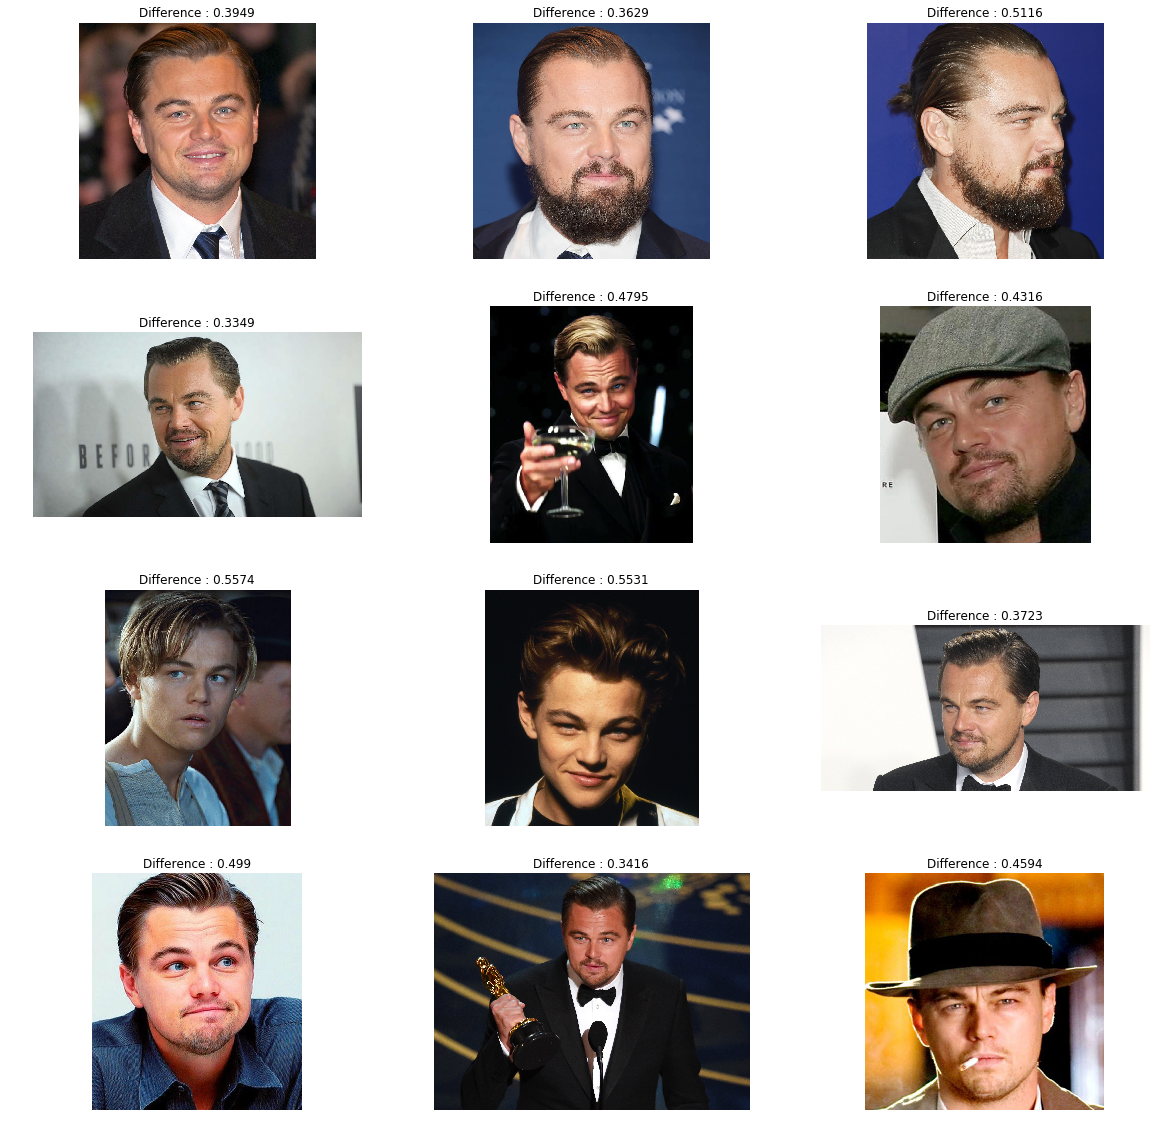 Difference : 0.3949
Difference : 0.3629
Difference : 0.5116
Difference : 0.3349
BEFOR
Difference : 0.4795
Difference : 0.4316
RE
Difference : 0.5574
Difference : 0.5531
Difference : 0.3723
Difference : 0.499
Difference : 0.3416
Difference : 0.4594